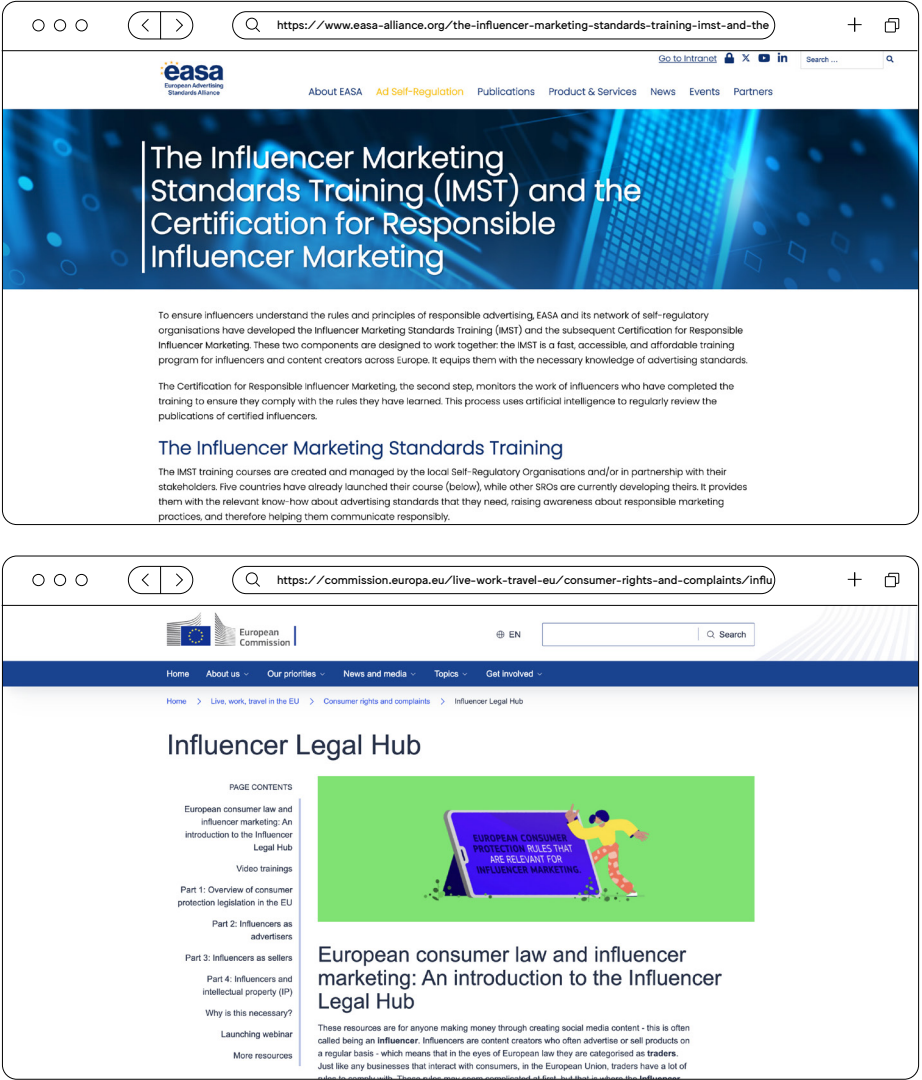 https://www.easa-alliance.org/the-influencer-marketing-standards-training-imst-and-the
Go to Intranet
Search ...
easa
European Advertising
Standards Alliance
About EASA Ad Self-Regulation Publications Product & Services News Events Partners
The Influencer Marketing
Standards Training (IMST) and the
Certification for Responsible
Influencer Marketing
To ensure influencers understand the rules and principles of responsible advertising, EASA and its network of self-regulatory
organisations have developed the Influencer Marketing Standards Training (IMST) and the subsequent Certification for Responsible
Influencer Marketing. These two components are designed to work together: the IMST is a fast, accessible, and affordable training
program for influencers and content creators across Europe. It equips them with the necessary knowledge of advertising standards.
The Certification for Responsible Influencer Marketing, the second step, monitors the work of influencers who have completed the
training to ensure they comply with the rules they have learned. This process uses artificial intelligence to regularly review the
publications of certified influencers.
The Influencer Marketing Standards Training
The IMST training courses are created and managed by the local Self-Regulatory Organisations and/or in partnership with their
stakeholders. Five countries have already launched their course (below), while other SROs are currently developing theirs. It provides
them with the relevant know-how about advertising standards that they need, raising awareness about responsible marketing
practices, and therefore helping them communicate responsibly.
https://commission.europa.eu/live-work-travel-eu/consumer-rights-and-complaints/influ
European
Commission
EN
Search
Home About us Our priorities News and media Topics Get involved
Home > Live, work, travel in the EU > Consumer rights and complaints > Influencer Legal Hub
Influencer Legal Hub
PAGE CONTENTS
European consumer law and
influencer marketing: An
introduction to the Influencer
Legal Hub
Video trainings
Part 1: Overview of consumer
protection legislation in the EU
Part 2: Influencers as
advertisers
Part 3: Influencers as sellers
Part 4: Influencers and
intellectual property (IP)
Why is this necessary?
Launching webinar
More resources
EUROPEAN CONSUMER
PROTECTION RULES THAT
ARE RELEVANT FOR
INFLUENCER MARKETING.
European consumer law and influencer
marketing: An introduction to the Influencer
Legal Hub
These resources are for anyone making money through creating social media content - this is often
called being an influencer. Influencers are content creators who often advertise or sell products on
a regular basis - which means that in the eyes of European law they are categorised as traders.
Just like any businesses that interact with consumers, in the European Union, traders have a lot of